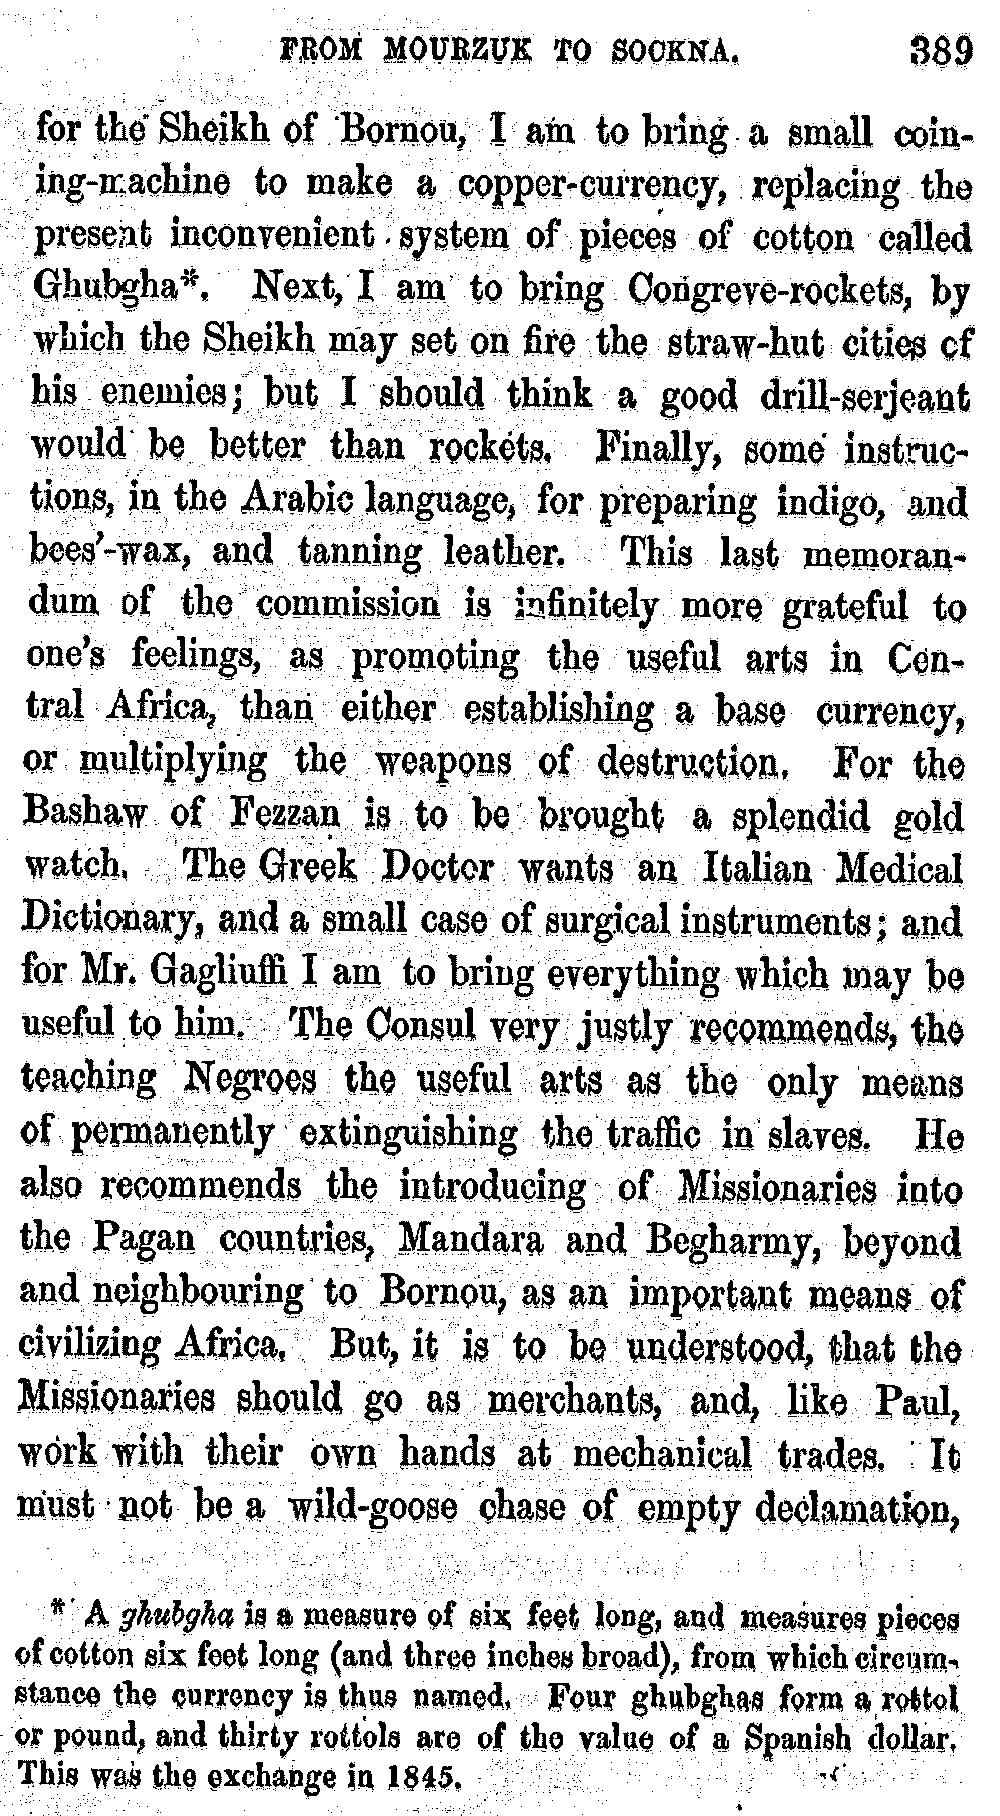 FROM MOURZUK TO SOCKNA. 389
for the Sheikh of Bornou, I am to bring a small coin-
ing-machine to make a copper-currency, replacing the
present inconvenient system of pieces of cotton called
Ghubgha*. Next, I am to bring Congreve-rockets, by
which the Sheikh may set on fire the straw-hut cities of
his enemies; but I should think a good drill-serjeant
would be better than rockets. Finally, some instruc-
tions, in the Arabic language, for preparing indigo, and
bees'-wax, and tanning leather. This last memoran-
dum of the commission is infinitely more grateful to
one's feelings, as promoting the useful arts in Cen-
tral Africa, than either establishing a base currency,
or multiplying the weapons of destruction. For the
Bashaw of Fezzan is to be brought a splendid gold
watch. The Greek Doctor wants an Italian Medical
Dictionary, and a small case of surgical instruments; and
for Mr. Gagliuffi I am to bring everything which may be
useful to him. The Consul very justly recommends, the
teaching Negroes the useful arts as the only means
of permanently extinguishing the traffic in slaves. He
also recommends the introducing of Missionaries into
the Pagan countries, Mandara and Begharmy, beyond
and neighbouring to Bornou, as an important means of
civilizing Africa. But, it is to be understood, that the
Missionaries should go as merchants, and, like Paul,
work with their own hands at mechanical trades. It
must not be a wild-goose chase of empty declamation,
* A ghubgha is a measure of six feet long, and measures pieces
of cotton six feet long (and three inches broad), from which circum-
stance the currency is thus named. Four ghubghas form a rottol
or pound, and thirty rottols are of the value of a Spanish dollar.
This was the exchange in 1845.